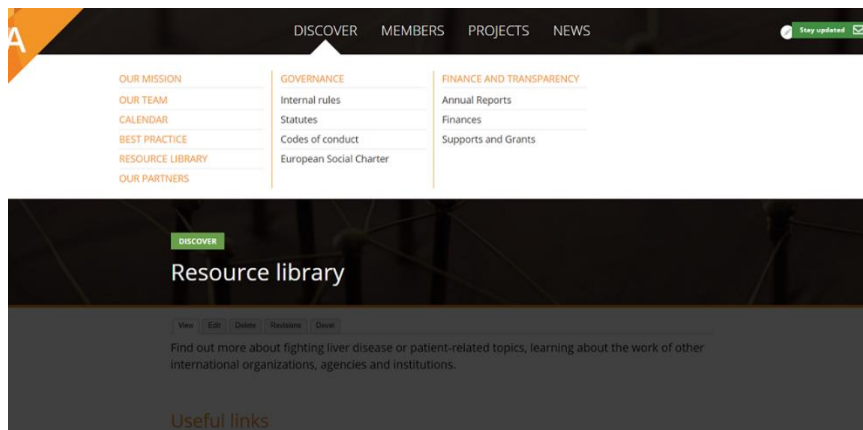 A
DISCOVER MEMBERS PROJECTS NEWS
Stay updated
OUR MISSION
OUR TEAM
CALENDAR
BEST PRACTICE
RESOURCE LIBRARY
OUR PARTNERS
GOVERNANCE
Internal rules
Statutes
Codes of conduct
European Social Charter
FINANCE AND TRANSPARENCY
Annual Reports
Finances
Supports and Grants
DISCOVER
Resource library
View Edit Delete Revisions Devel
Find out more about fighting liver disease or patient-related topics, learning about the work of other
international organizations, agencies and institutions.
Useful links